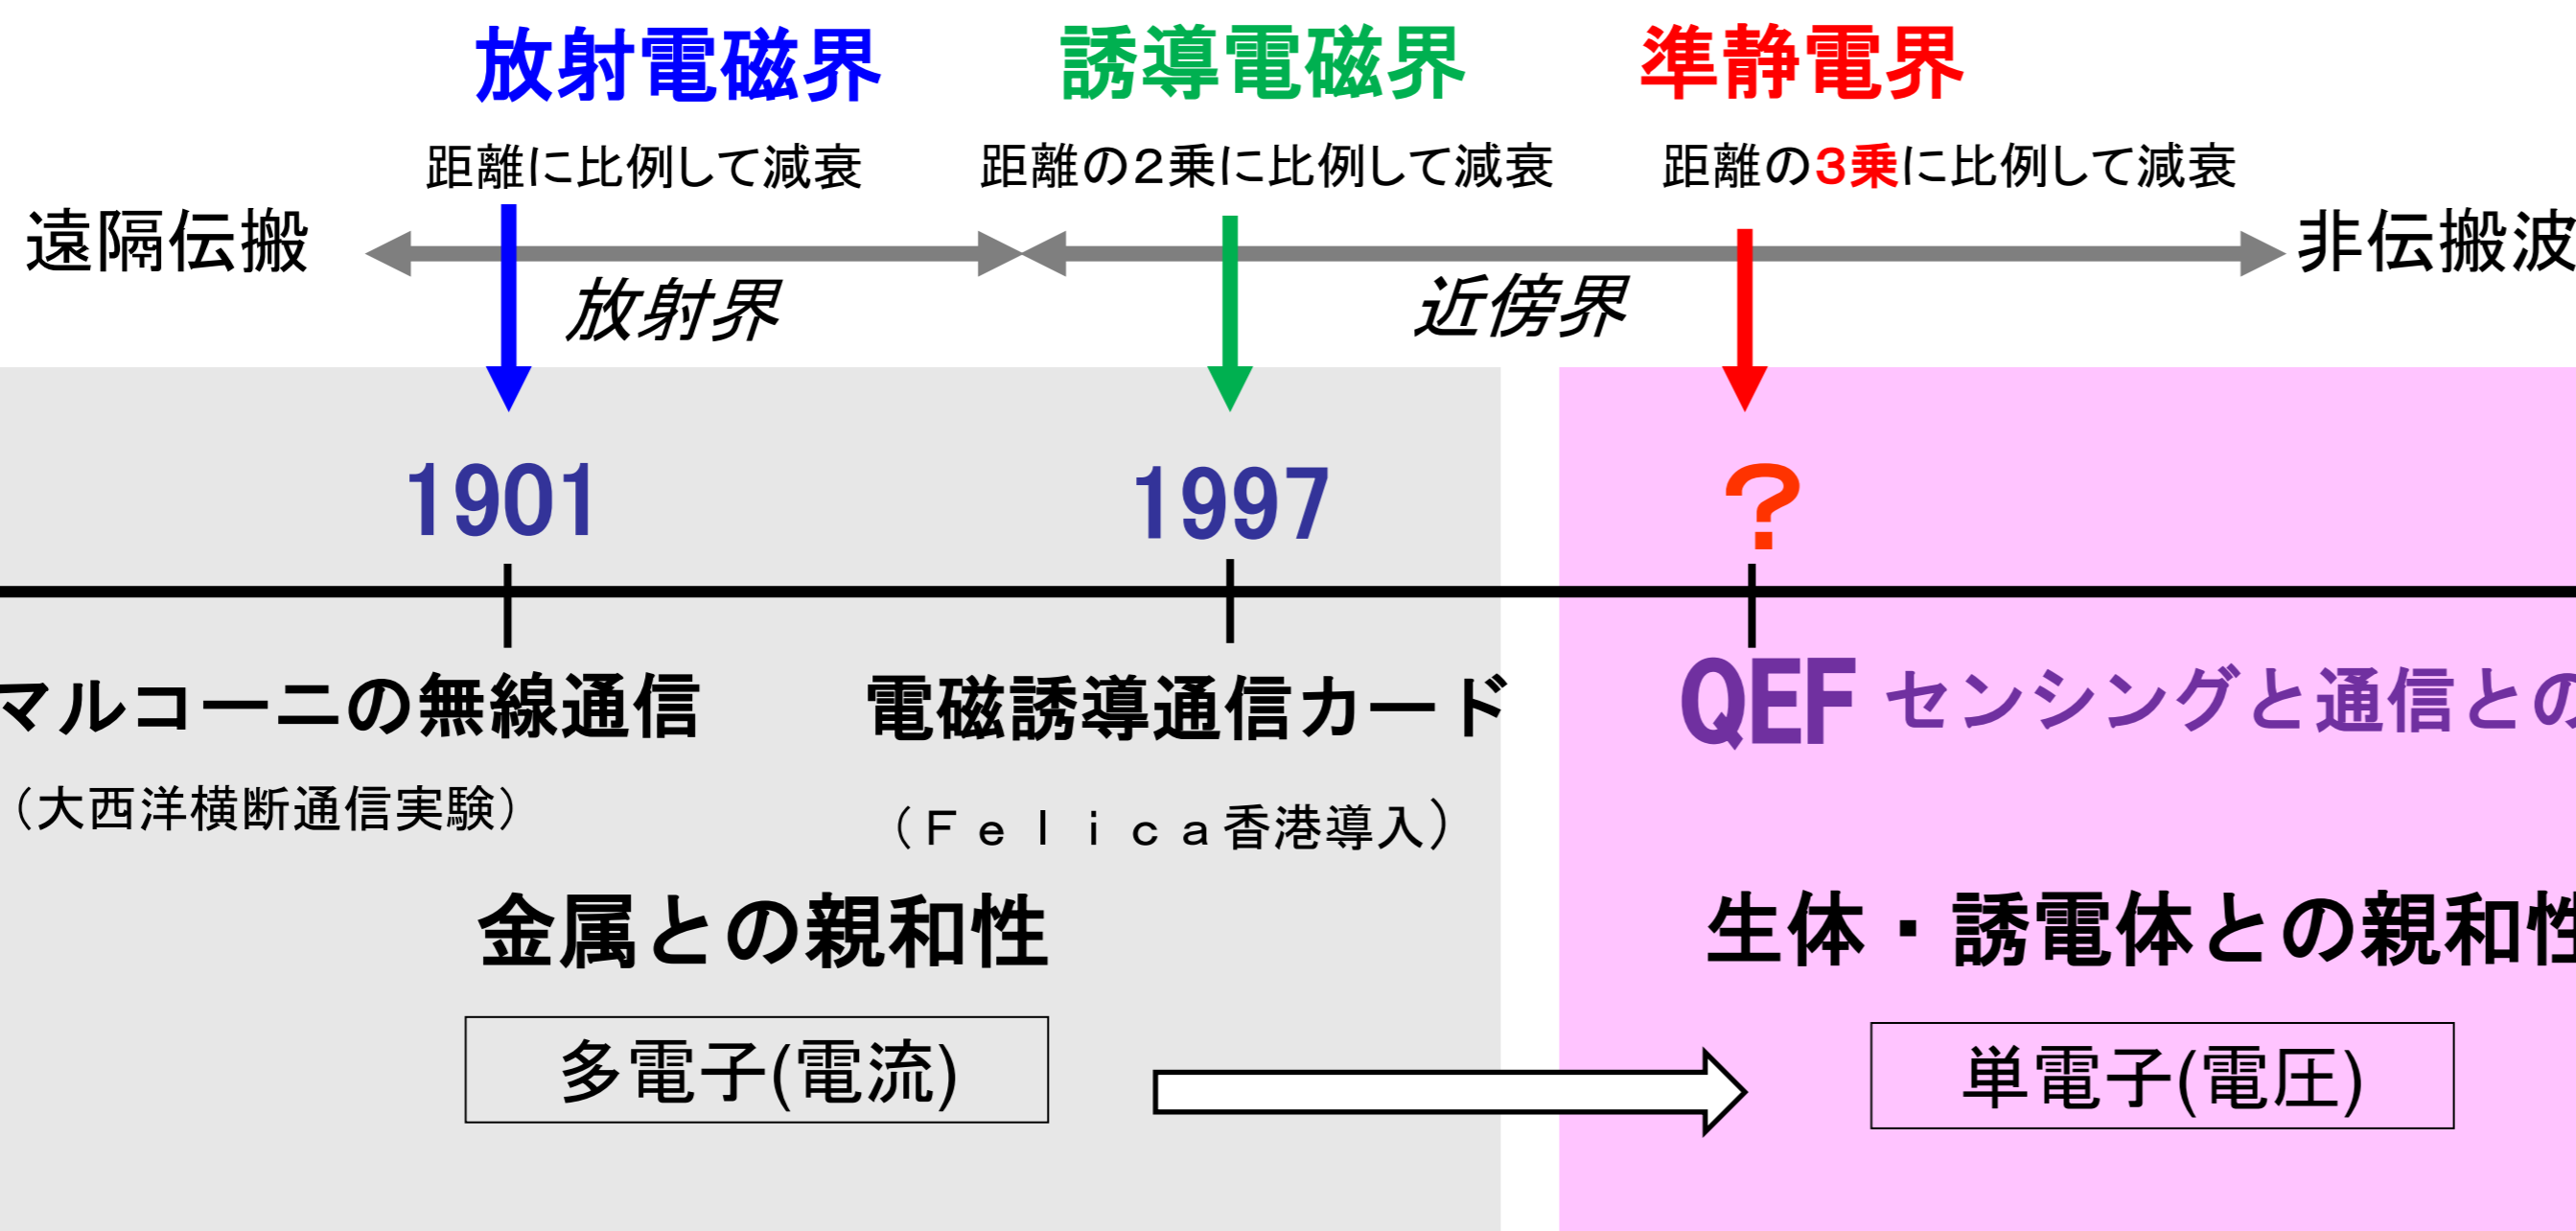 放射電磁界 誘導電磁界 準静電界
距離に比例して減衰 距離の2乗に比例して減衰 距離の3乗に比例して減衰
遠隔伝搬 非伝搬波
放射界 近傍界
1901 1997 ?
マルコーニの無線通信 電磁誘導通信カード QEF センシングと通信との
(大西洋横断通信実験) (Felica香港導入)
金属との親和性 生体・誘電体との親和性
多電子(電流) 単電子(電圧)